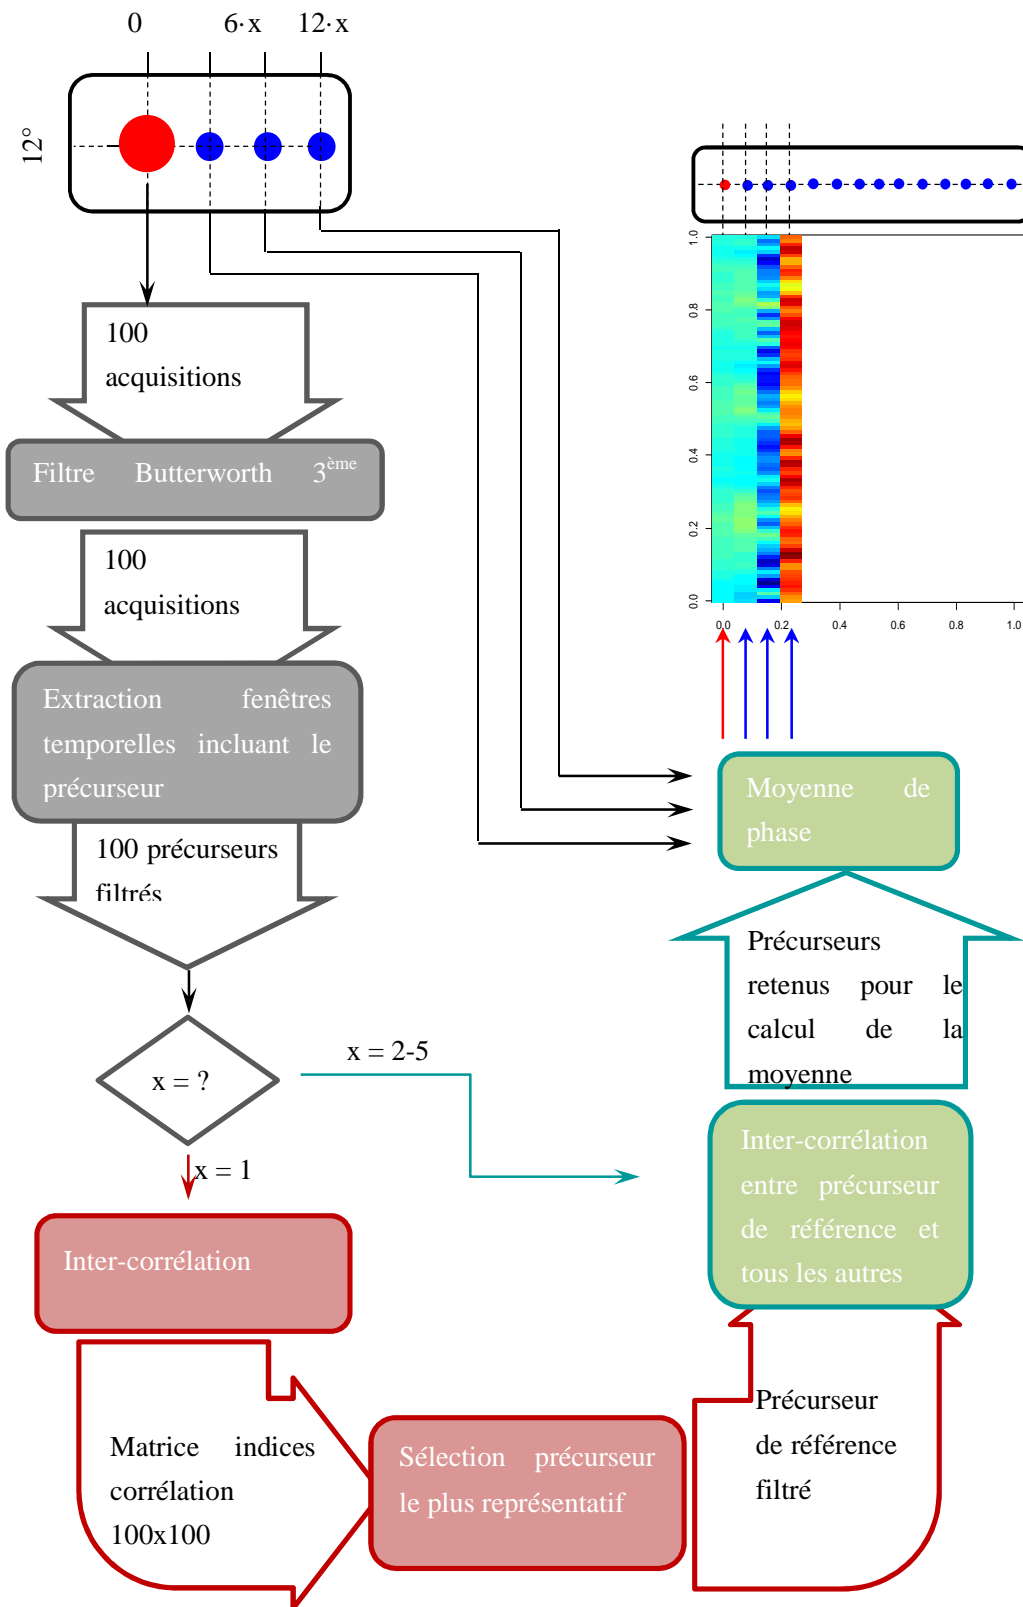 0 6·x 12·x
12°
100
acquisitions
Filtre Butterworth 3ème
100
acquisitions
Extraction fenêtres
temporelles incluant le
précurseur
100 précurseurs
filtrés
x = ?
x = 2-5
x = 1
Inter-corrélation
Matrice indices
corrélation
100x100
Sélection précurseur
le plus représentatif
Précurseur
de référence
filtré
Inter-corrélation
entre précurseur
de référence et
tous les autres
Précurseurs
retenus pour le
calcul de la
moyenne
Moyenne de
phase
1.0
0.8
0.6
0.4
0.2
0.0
0.0 0.2 0.4 0.6 0.8 1.0